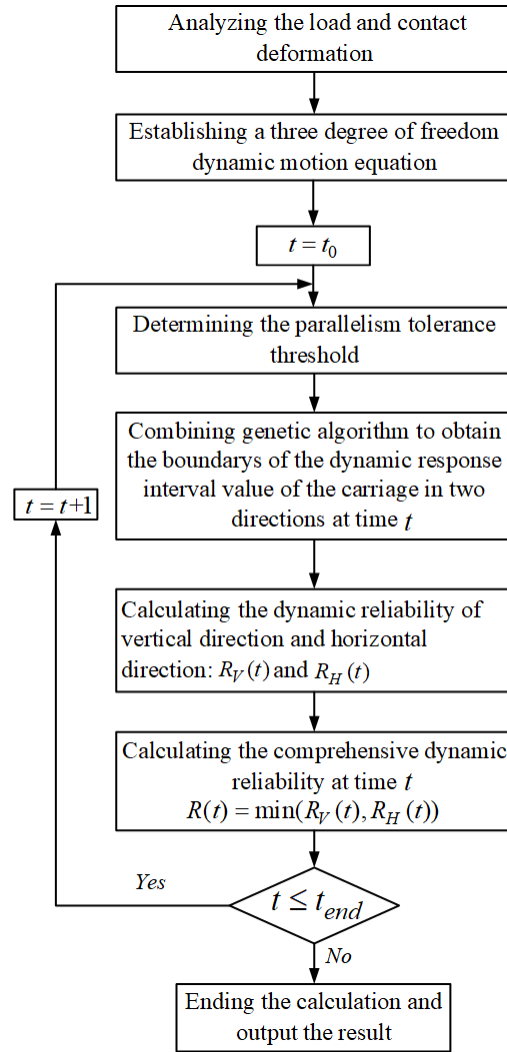 Analyzing the load and contact
deformation
Establishing a three degree of freedom
dynamic motion equation
t = t0
Determining the parallelism tolerance
threshold
Combining genetic algorithm to obtain
the boundarys of the dynamic response
interval value of the carriage in two
directions at time t
t = t+1
Calculating the dynamic reliability of
vertical direction and horizontal
direction: RV(t) and RH(t)
Calculating the comprehensive dynamic
reliability at time t
R(t) = min(RV(t), RH(t))
Yes
t ≤ tend
No
Ending the calculation and
output the result